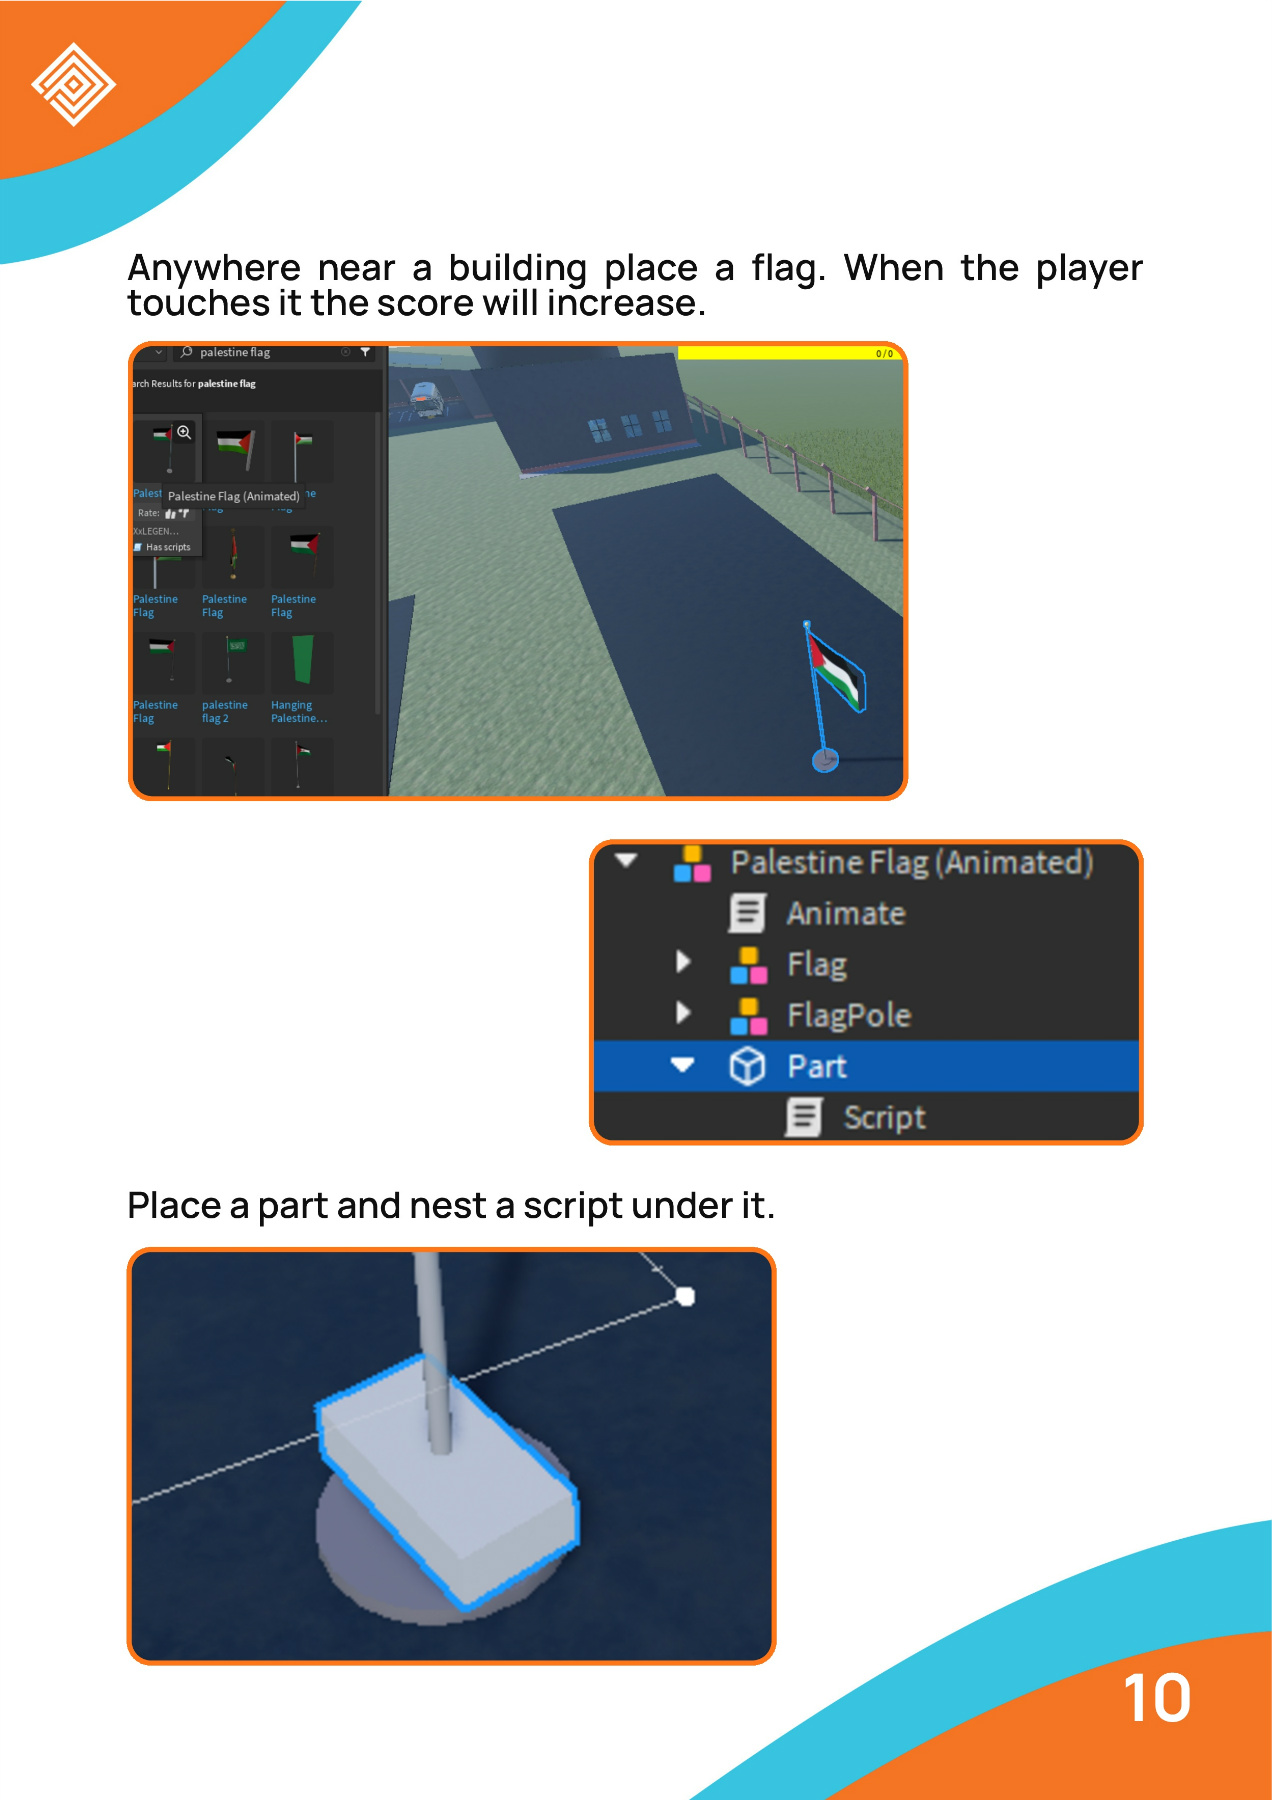 Anywhere near a building place a flag. When the player
touches it the score will increase.
palestine flag
arch Results for palestine flag
0/0
Palest
Palestine Flag (Animated)
ne
Rate:
ag
Flag
XxLEGEN...
Has scripts
Palestine Flag
Palestine Flag
Palestine Flag
Palestine Flag
palestine flag 2
Hanging Palestine...
Palestine Flag (Animated)
Animate
Flag
FlagPole
Part
Script
Place a part and nest a script under it.
10